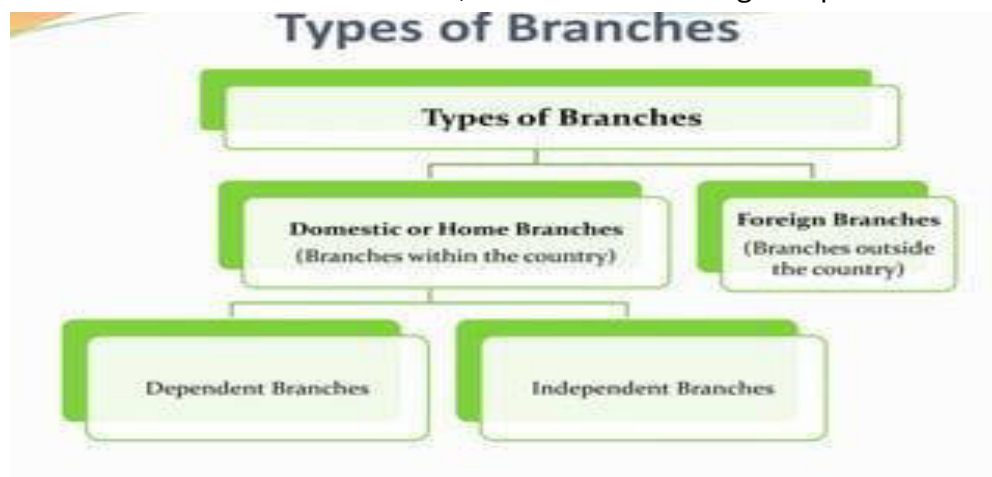 Types of Branches
Types of Branches
Domestic or Home Branches
(Branches within the country)
Foreign Branches
(Branches outside
the country)
Dependent Branches
Independent Branches